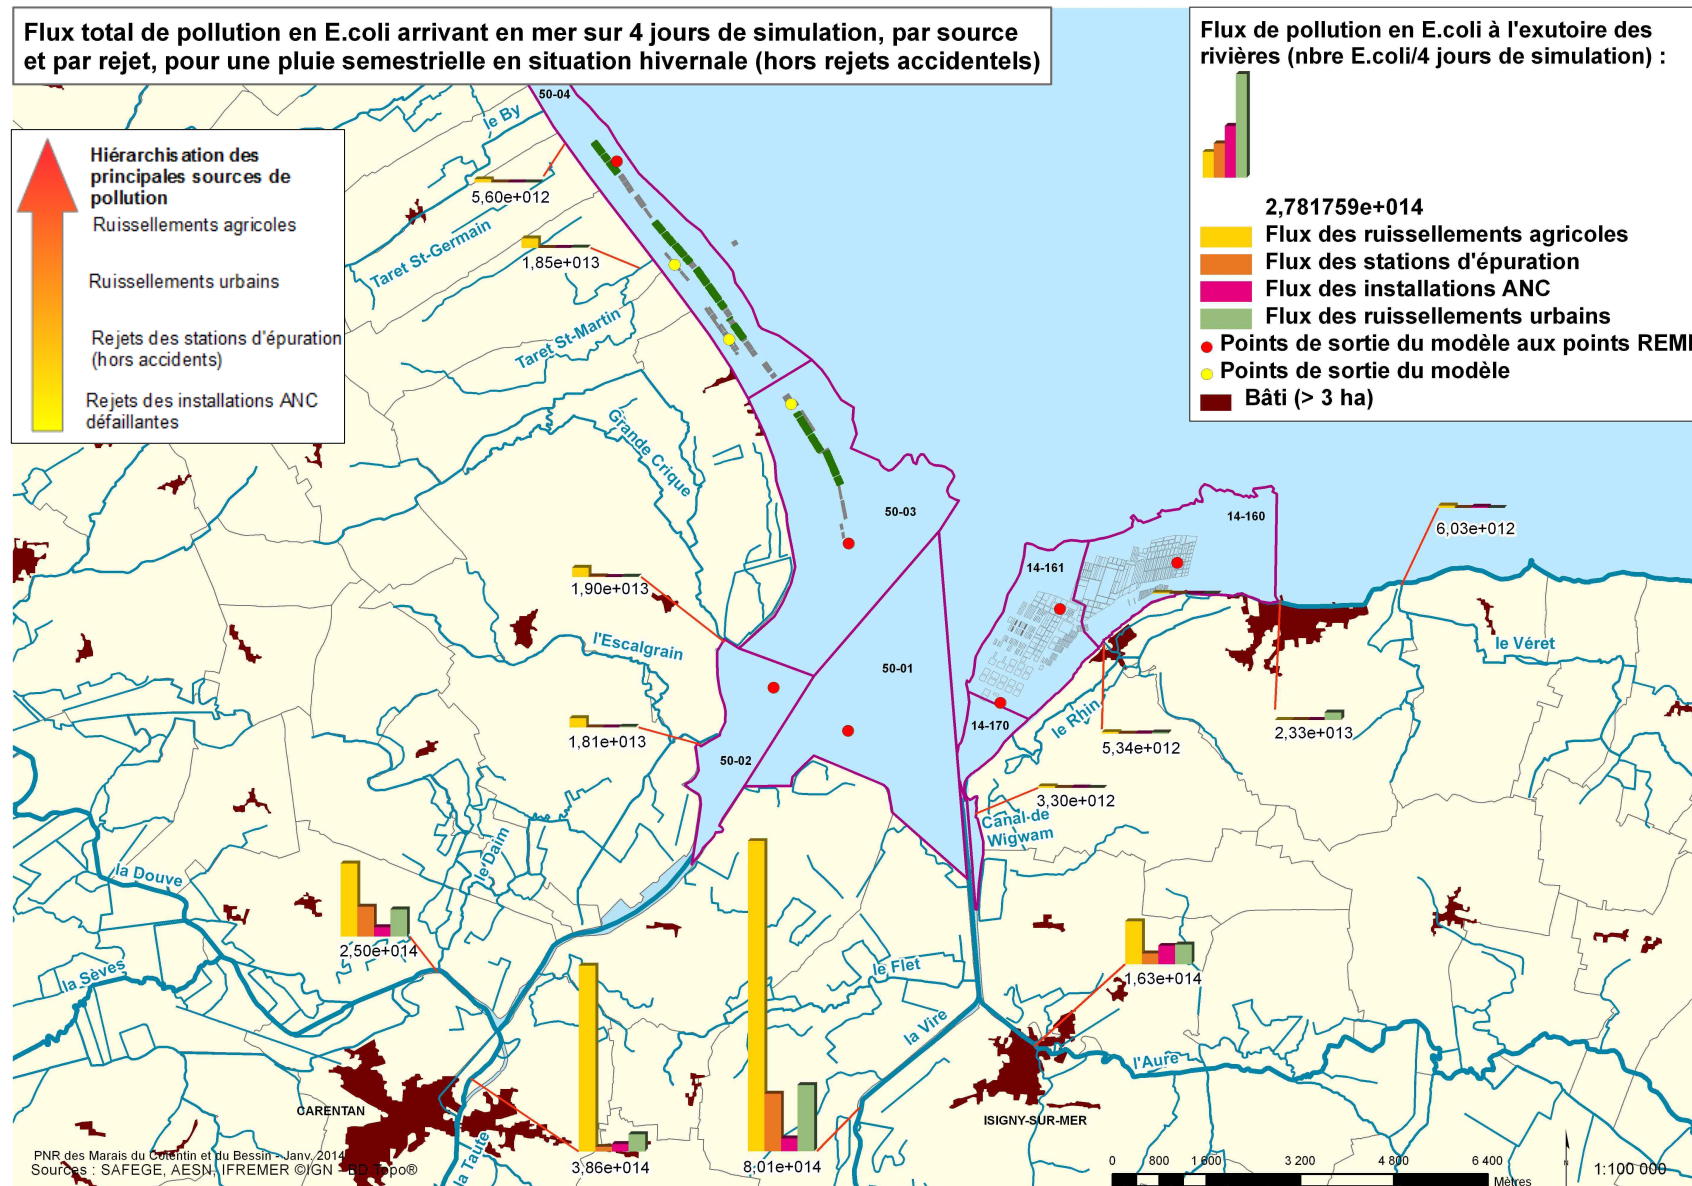 Flux total de pollution en E.coli arrivant en mer sur 4 jours de simulation, par source
et par rejet, pour une pluie semestrielle en situation hivernale (hors rejets accidentels)
Flux de pollution en E.coli à l'exutoire des
rivières (nbre E.coli/4 jours de simulation) :
2,781759e+014
Flux des ruissellements agricoles
Flux des stations d'épuration
Flux des installations ANC
Flux des ruissellements urbains
Points de sortie du modèle aux points REMI
Points de sortie du modèle
Bâti (> 3 ha)
Hiérarchisation des
principales sources de
pollution
Ruissellements agricoles
Ruissellements urbains
Rejets des stations d'épuration
(hors accidents)
Rejets des installations ANC
défaillantes
50-04
le By
5,60e+012
Taret St-Germain
1,85e+013
Taret St-Martin
Grande Crique
50-03
14-160
6,03e+012
14-161
1,90e+013
l'Escalgrain
le Véret
50-01
14-170
le Rhin
1,81e+013
50-02
5,34e+012
2,33e+013
3,30e+012
Canal-de
Wigwam
le Daim
la Douve
2,50e+014
la Sèves
le Flet
1,63e+014
la Vire
l'Aure
CARENTAN
ISIGNY-SUR-MER
la Taute
3,86e+014
8,01e+014
PNR des Marais du Cotentin et du Bessin - Janv. 2014
Sources : SAFEGE, AESN, IFREMER ©IGN - BD Topo®
0 800 1 600 3 200 4 800 6 400
Mètres
N
1:100 000